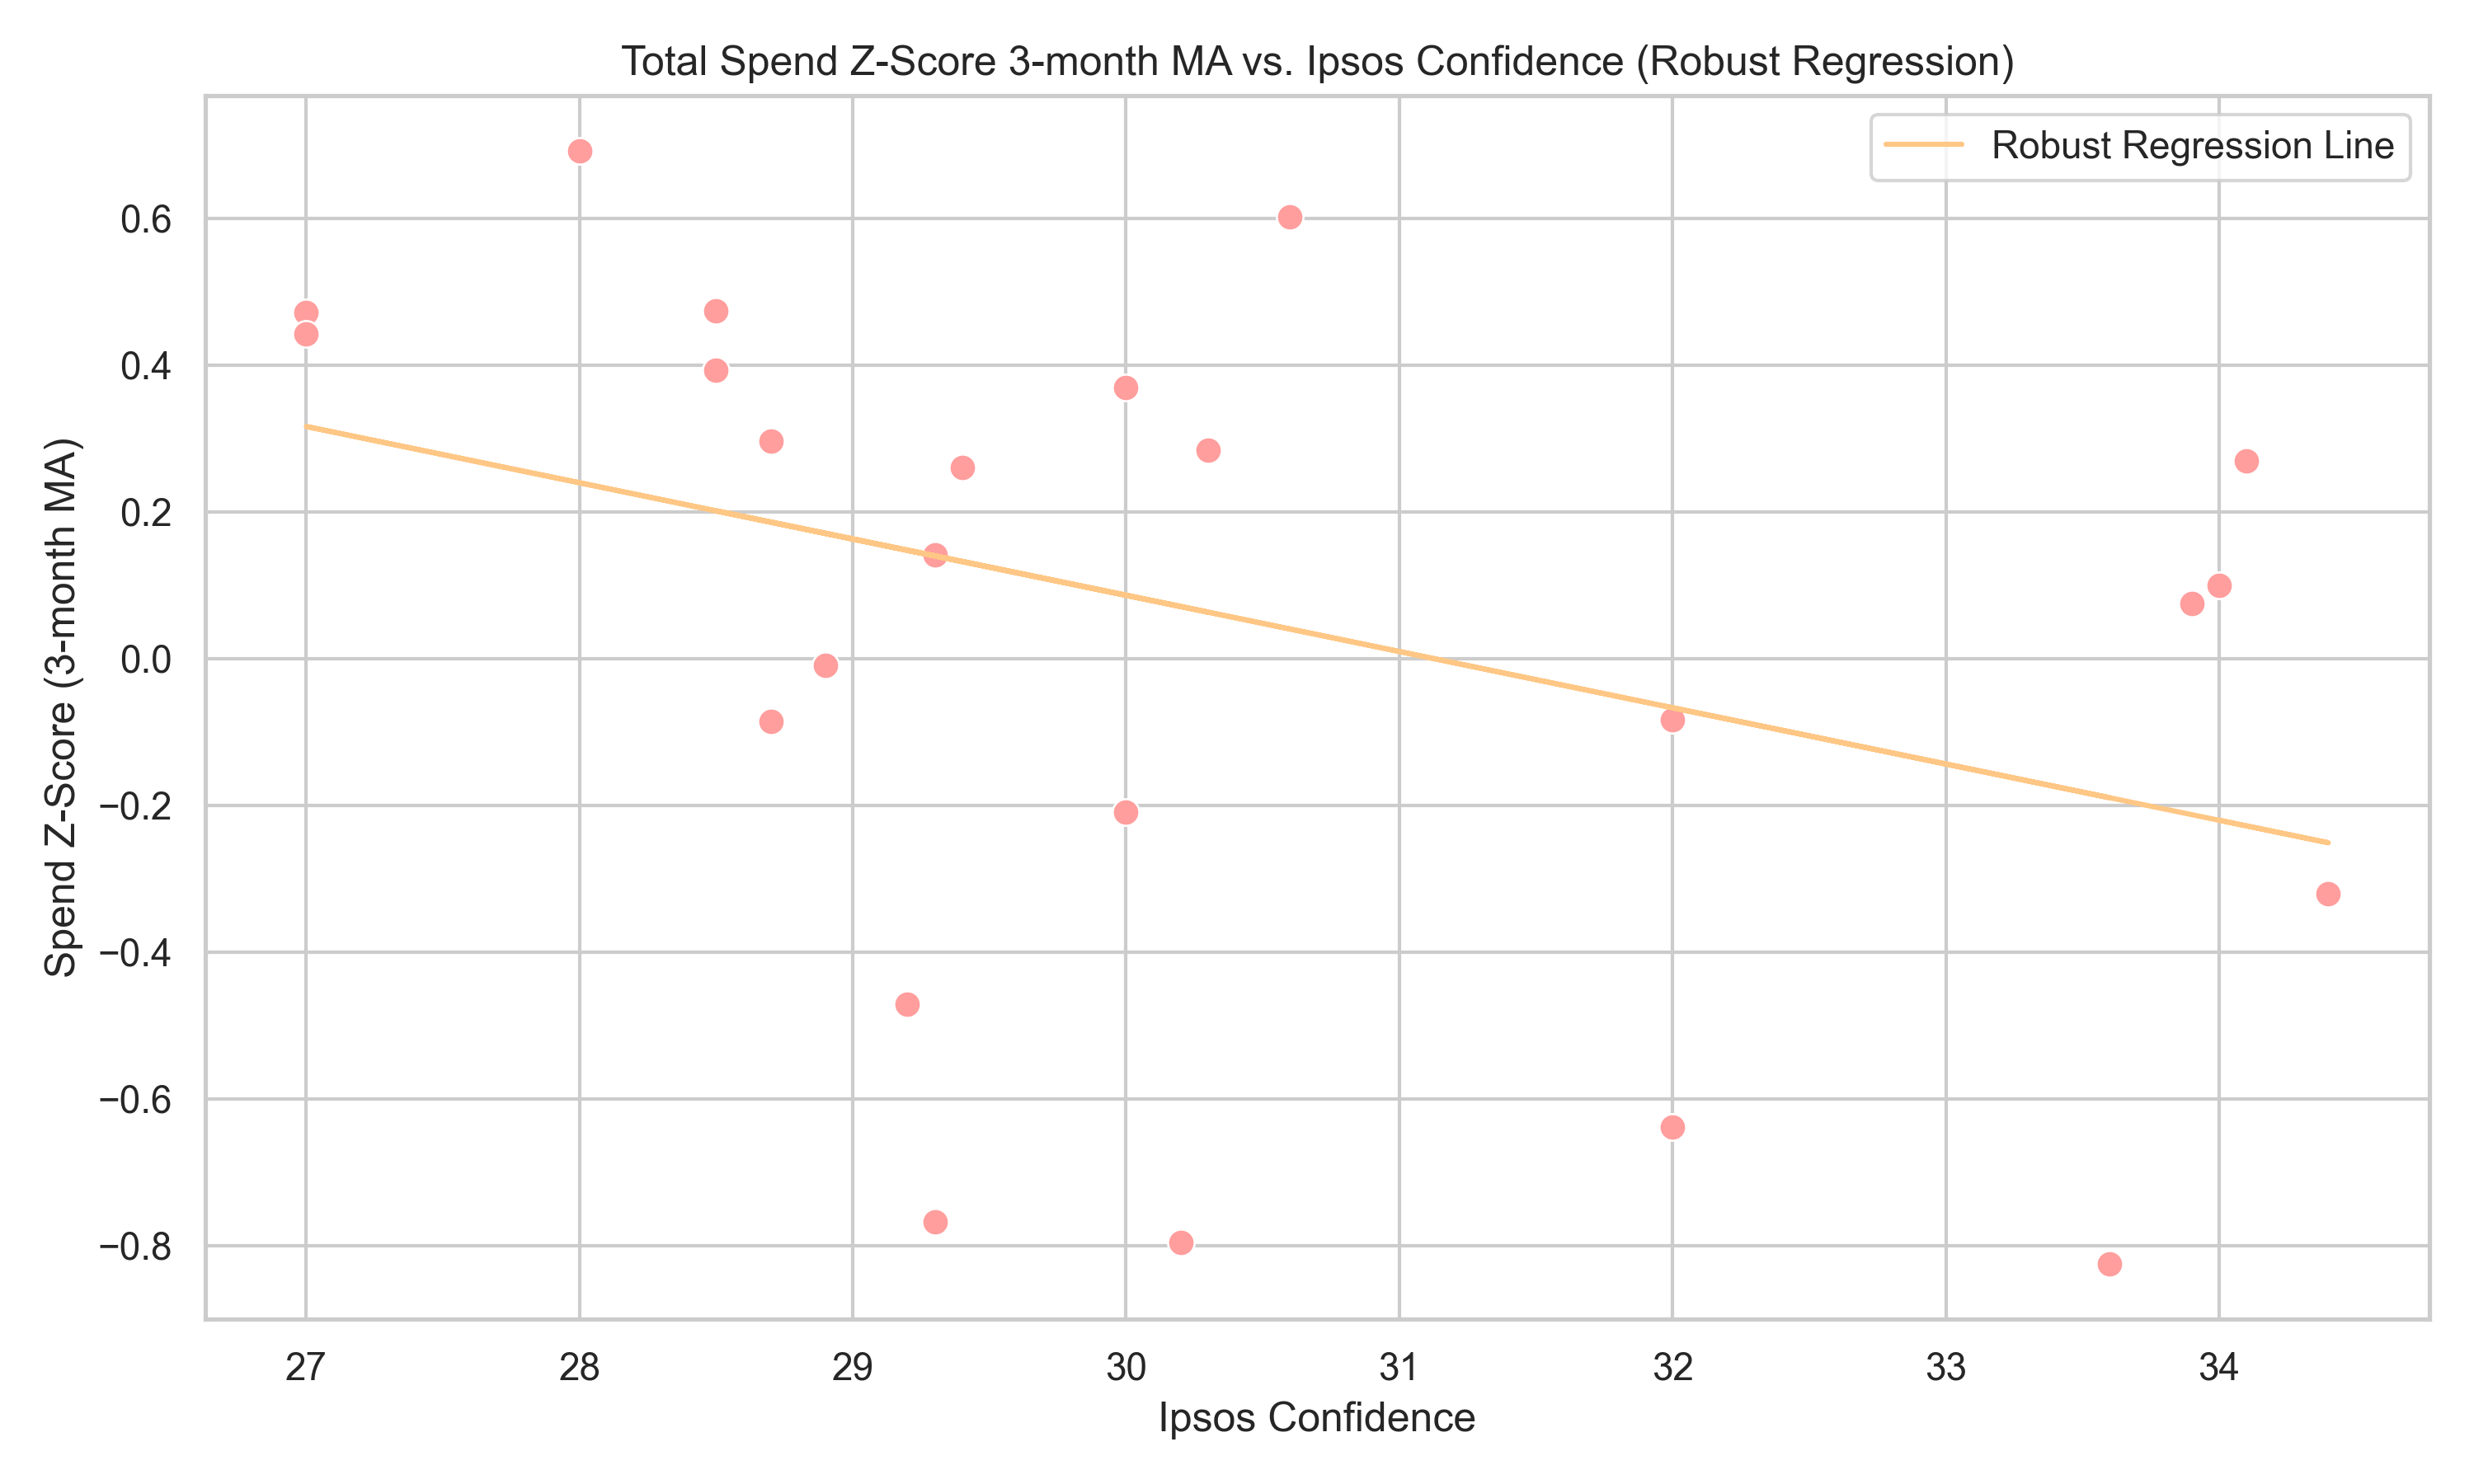 Total Spend Z-Score 3-month MA vs. Ipsos Confidence (Robust Regression)
Robust Regression Line
Spend Z-Score (3-month MA)
0.6
0.4
0.2
0.0
−0.2
−0.4
−0.6
−0.8
27 28 29 30 31 32 33 34
Ipsos Confidence